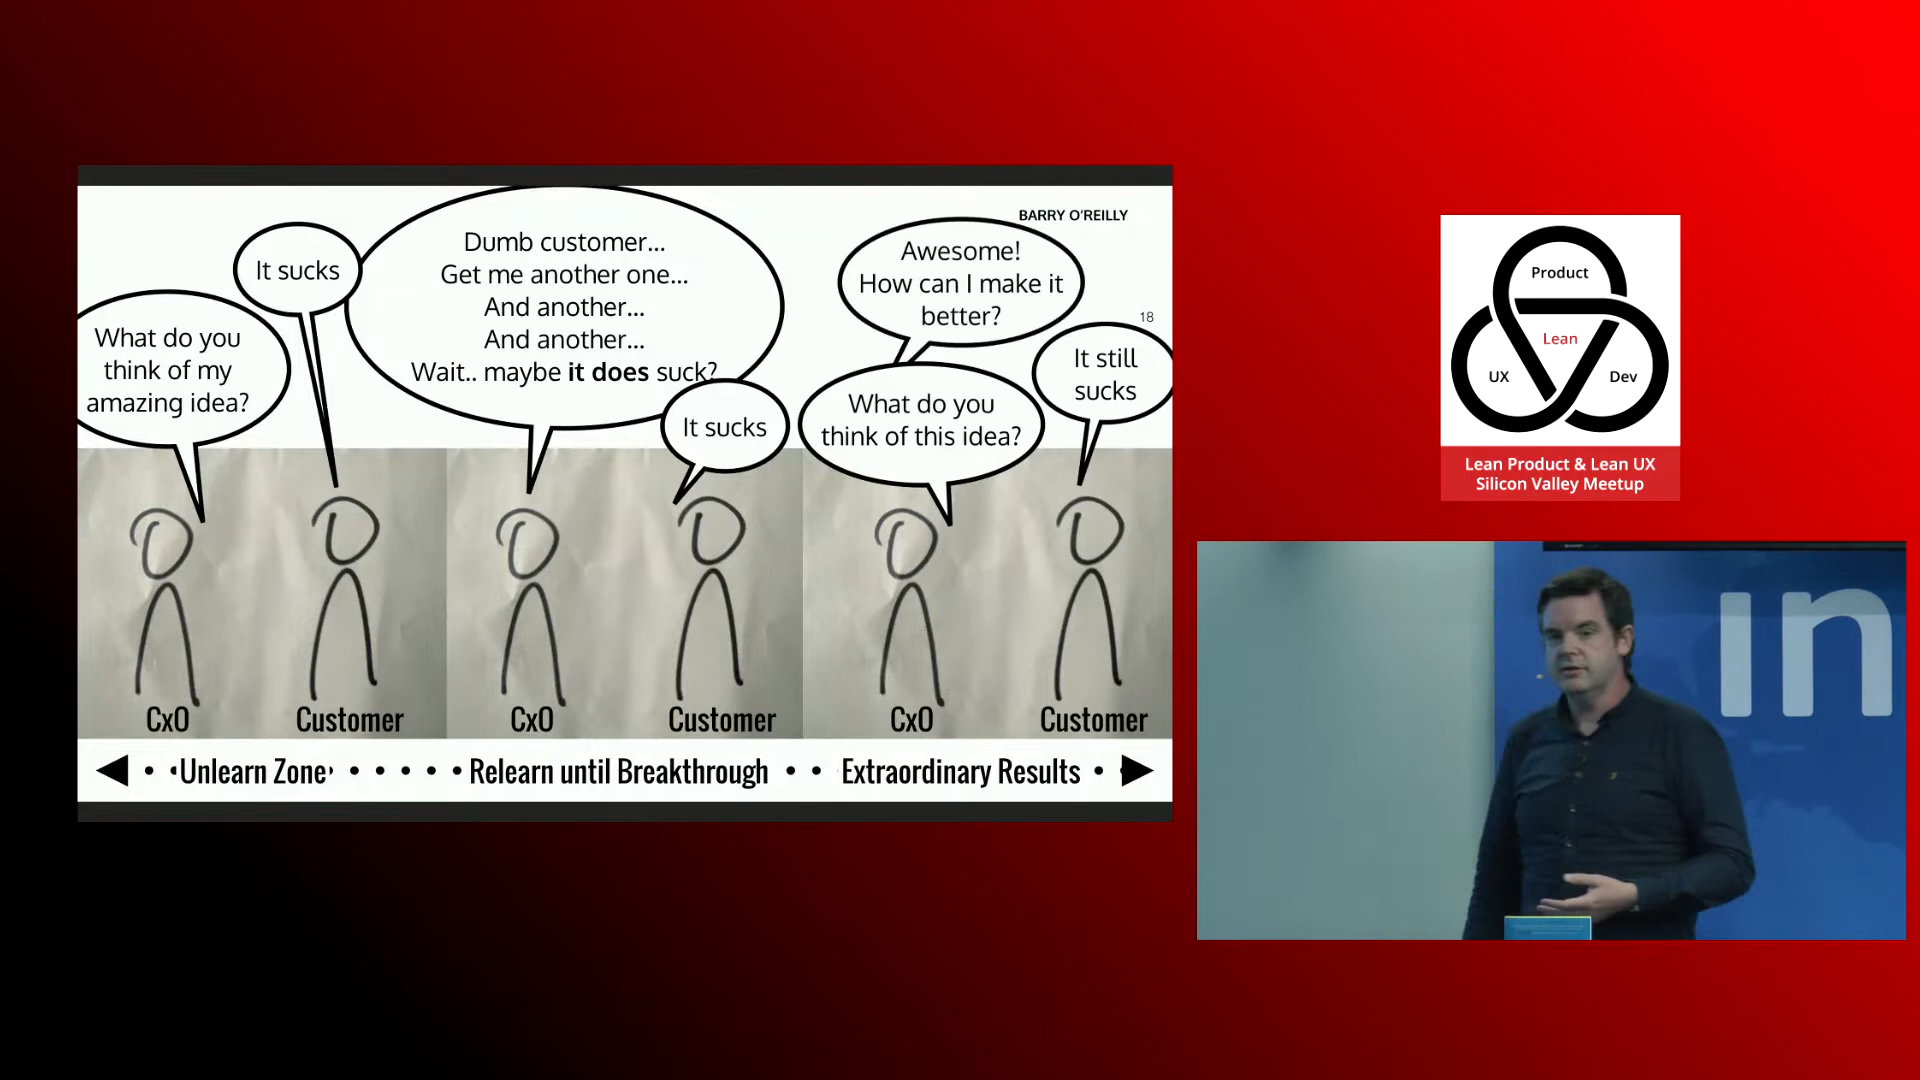 BARRY O'REILLY
18
What do you
think of my
amazing idea?
It sucks
Dumb customer...
Get me another one...
And another...
And another...
Wait.. maybe it does suck?
It sucks
Awesome!
How can I make it
better?
What do you
think of this idea?
It still
sucks
CxO
Customer
CxO
Customer
CxO
Customer
Unlearn Zone
Relearn until Breakthrough
Extraordinary Results
Product
Lean
UX
Dev
Lean Product & Lean UX
Silicon Valley Meetup
in